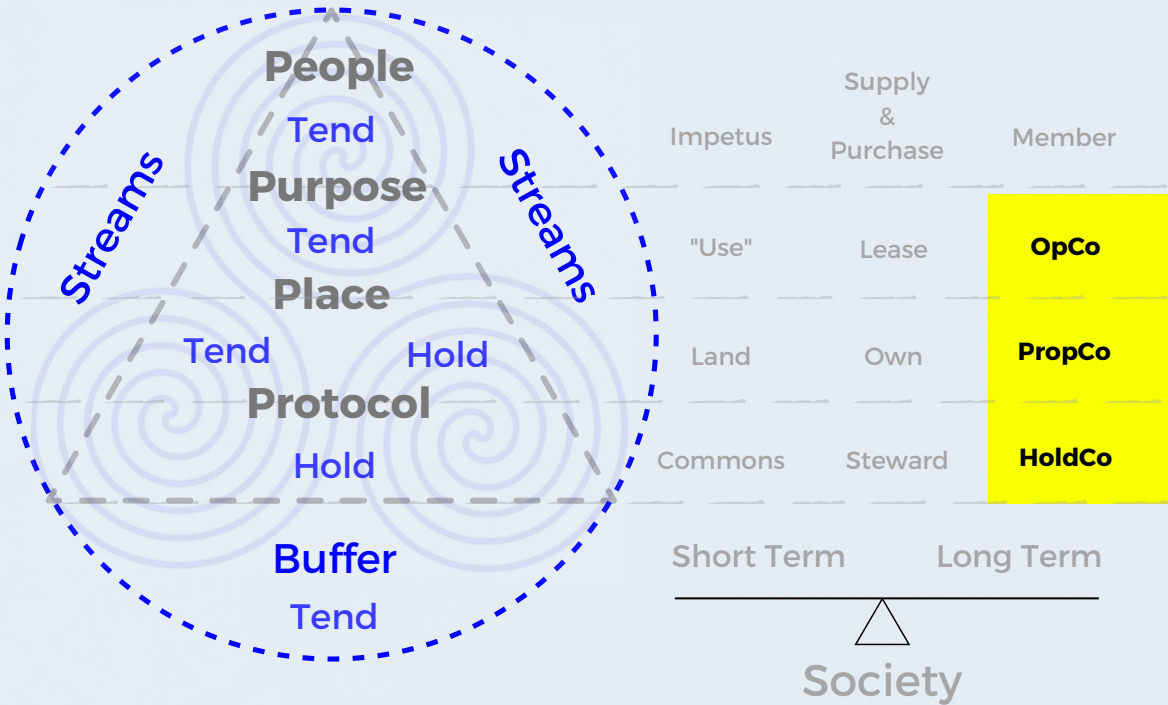 People
Tend
Purpose
Tend
Place
Tend Hold
Protocol
Hold
Buffer
Tend
Streams
Streams
Impetus
Supply
&
Purchase
Member
"Use" Lease OpCo
Land Own PropCo
Commons Steward HoldCo
Short Term Long Term
Society